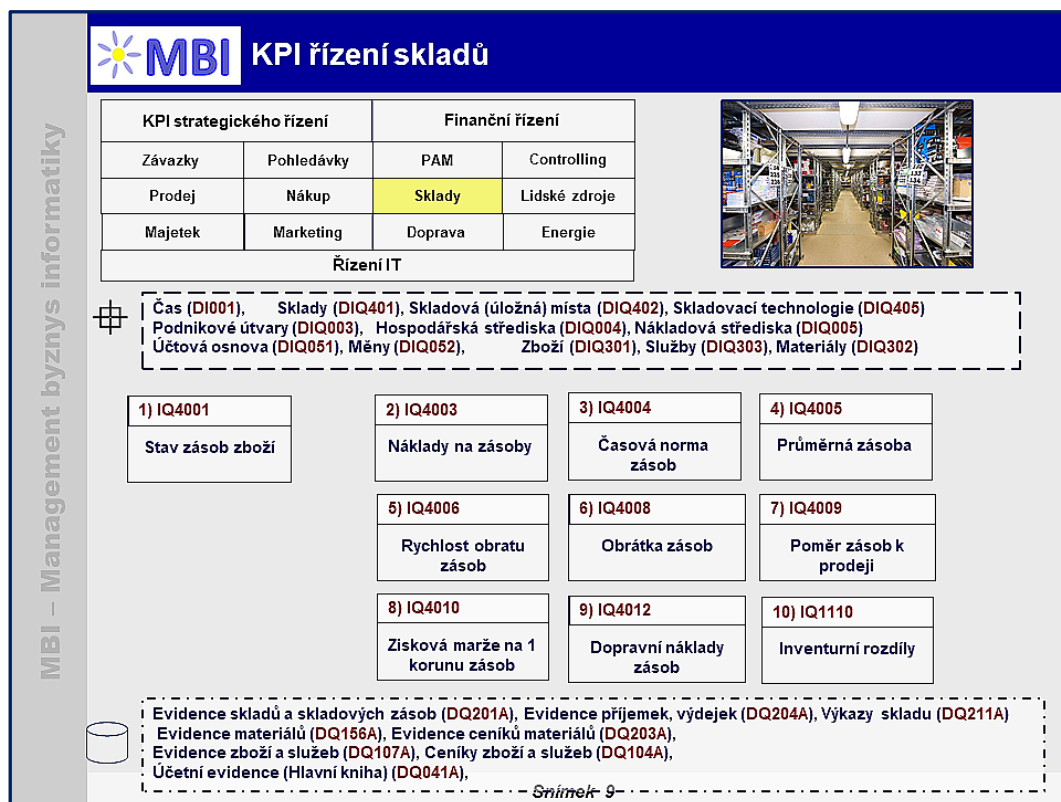 MBI KPI řízení skladů
MBI – Management byznys informatiky
KPI strategického řízení Finanční řízení
Závazky Pohledávky PAM Controlling
Prodej Nákup Sklady Lidské zdroje
Majetek Marketing Doprava Energie
Řízení IT
Čas (DI001), Sklady (DIQ401), Skladová (úložná) místa (DIQ402), Skladovací technologie (DIQ405)
Podnikové útvary (DIQ003), Hospodářská střediska (DIQ004), Nákladová střediska (DIQ005)
Účtová osnova (DIQ051), Měny (DIQ052), Zboží (DIQ301), Služby (DIQ303), Materiály (DIQ302)
1) IQ4001
Stav zásob zboží
2) IQ4003
Náklady na zásoby
3) IQ4004
Časová norma
zásob
4) IQ4005
Průměrná zásoba
5) IQ4006
Rychlost obratu
zásob
6) IQ4008
Obrátka zásob
7) IQ4009
Poměr zásob k
prodeji
8) IQ4010
Zisková marže na 1
korunu zásob
9) IQ4012
Dopravní náklady
zásob
10) IQ1110
Inventurní rozdíly
Evidence skladů a skladových zásob (DQ201A), Evidence příjemek, výdejek (DQ204A), Výkazy skladu (DQ211A)
Evidence materiálů (DQ156A), Evidence ceníků materiálů (DQ203A),
Evidence zboží a služeb (DQ107A), Ceníky zboží a služeb (DQ104A),
Účetní evidence (Hlavní kniha) (DQ041A),
Snímek 9